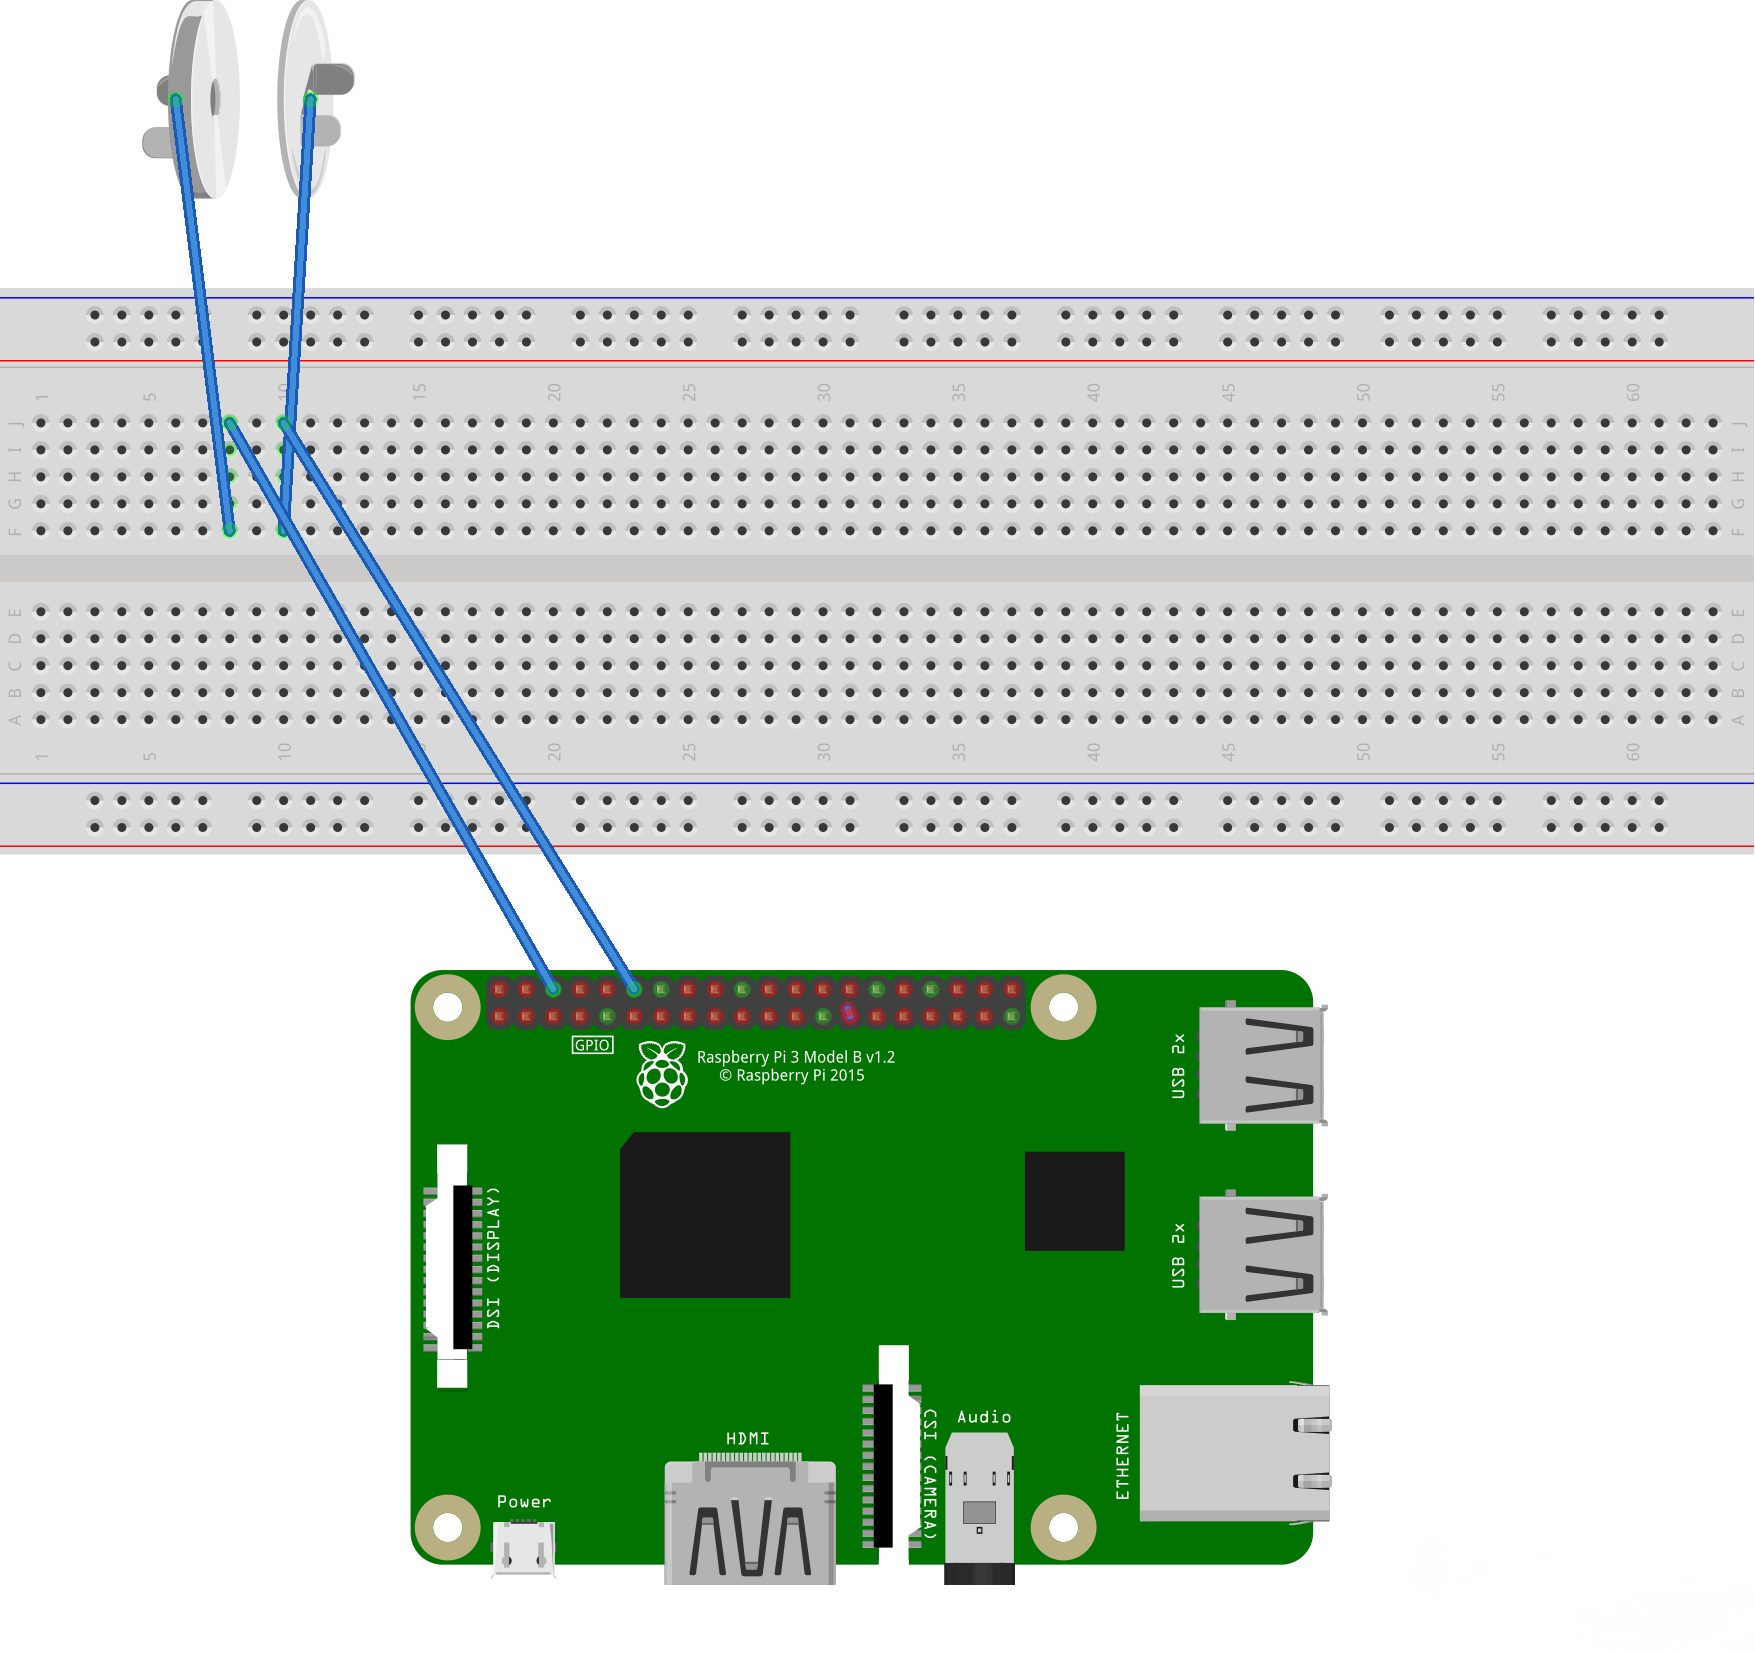 1 5 10 15 20 25 30 35 40 45 50 55 60
J J
I I
H H
G G
F F
E E
D D
C C
B B
A A
1 5 10 20 25 30 35 40 45 50 55 60
GPIO
Raspberry Pi 3 Model B v1.2
© Raspberry Pi 2015
USB 2x
DSI (DISPLAY)
USB 2x
HDMI
CSI (CAMERA)
Audio
ETHERNET
Power